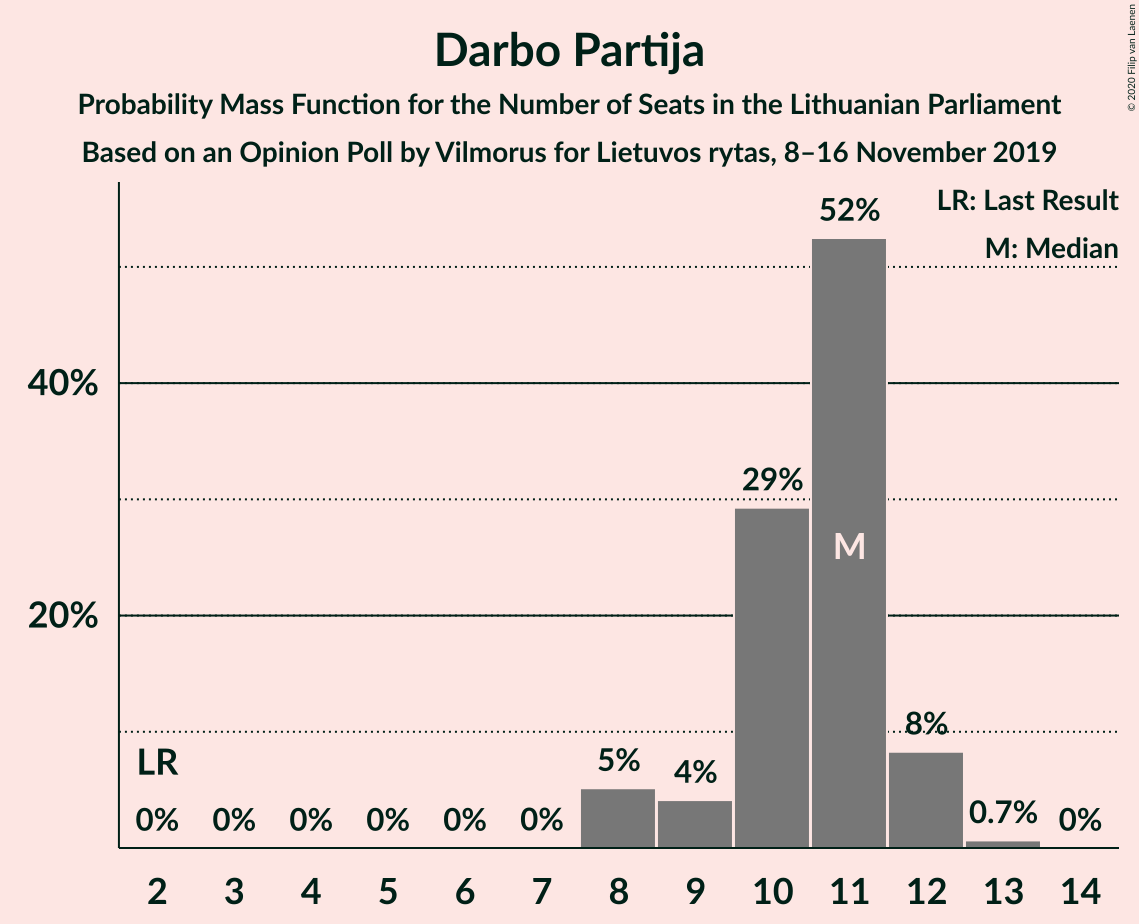 Darbo Partija
Probability Mass Function for the Number of Seats in the Lithuanian Parliament
Based on an Opinion Poll by Vilmorus for Lietuvos rytas, 8–16 November 2019
© 2020 Filip van Laenen
LR: Last Result
M: Median
52%
40%
29%
M
20%
8%
LR
5%
4%
0.7%
0% 0% 0% 0% 0% 0% 0%
2 3 4 5 6 7 8 9 10 11 12 13 14